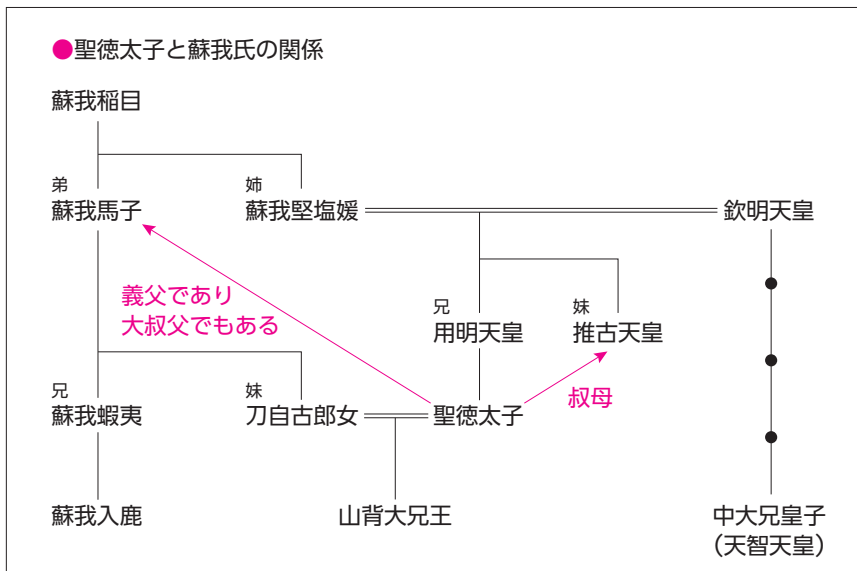 ●聖徳太子と蘇我氏の関係
蘇我稲目
弟
蘇我馬子
姉
蘇我堅塩媛
欽明天皇
義父であり
大叔父でもある
兄
用明天皇
妹
推古天皇
兄
蘇我蝦夷
妹
刀自古郎女
聖徳太子
叔母
蘇我入鹿
山背大兄王
中大兄皇子
(天智天皇)